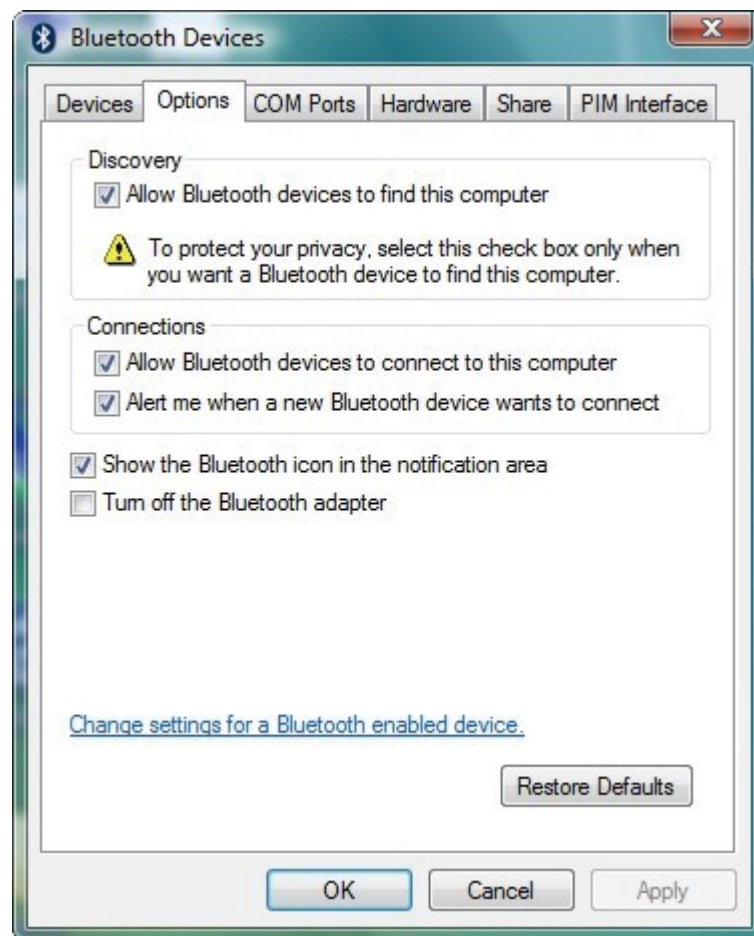 Bluetooth Devices
Devices Options COM Ports Hardware Share PIM Interface
Discovery
Allow Bluetooth devices to find this computer
To protect your privacy, select this check box only when
you want a Bluetooth device to find this computer.
Connections
Allow Bluetooth devices to connect to this computer
Alert me when a new Bluetooth device wants to connect
Show the Bluetooth icon in the notification area
Turn off the Bluetooth adapter
Change settings for a Bluetooth enabled device.
Restore Defaults
OK Cancel Apply